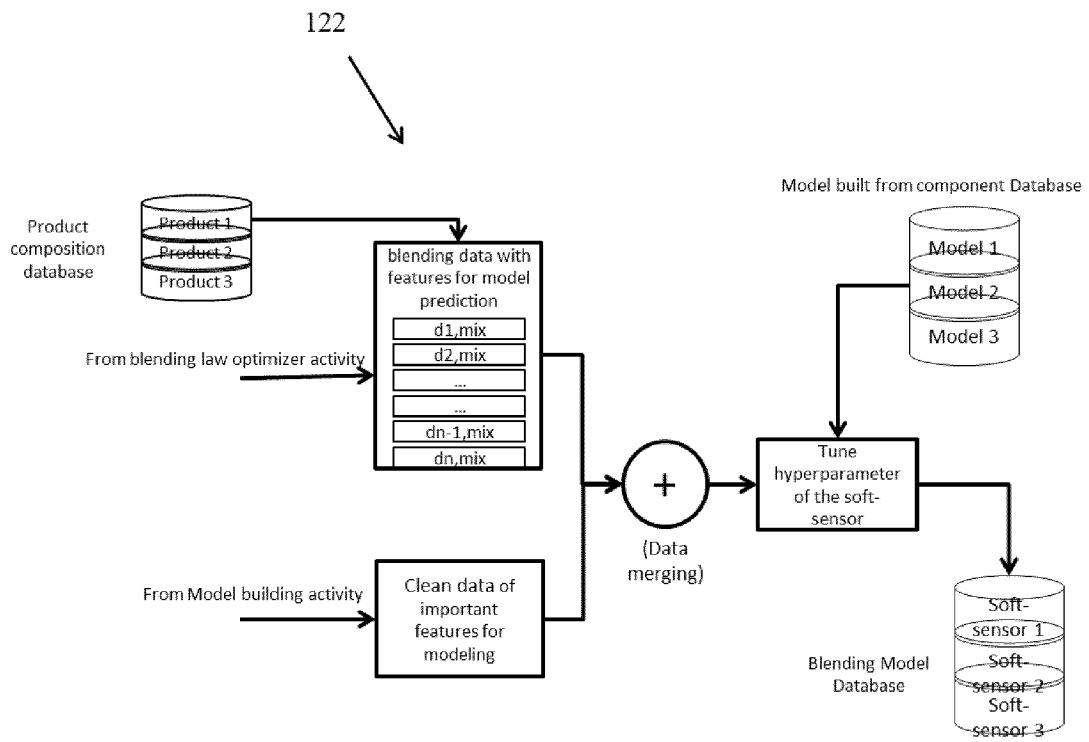 122
Product
composition
database
Product 1
Product 2
Product 3
blending data with
features for model
prediction
d1,mix
d2,mix
...
...
dn-1,mix
dn,mix
From blending law optimizer activity
From Model building activity
Clean data of
important
features for
modeling
+
(Data
merging)
Model built from component Database
Model 1
Model 2
Model 3
Tune
hyperparameter
of the soft-
sensor
Blending Model
Database
Soft-
sensor 1
Soft-
sensor 2
Soft-
sensor 3